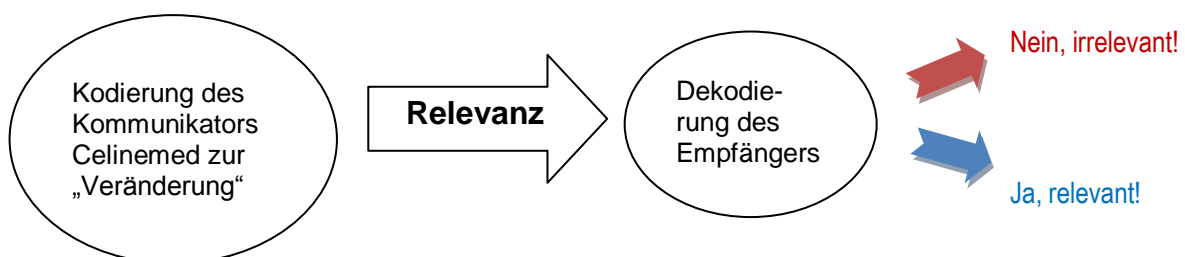 Kodierung des
Kommunikators
Celinemed zur
„Veränderung“
Relevanz
Dekodie-
rung des
Empfängers
Nein, irrelevant!
Ja, relevant!